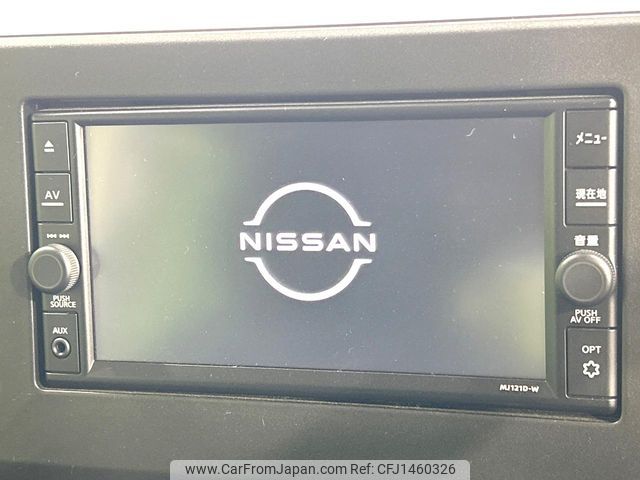 メニュー
AV
現在地
NISSAN
音量
PUSH
SOURCE
PUSH
AV OFF
AUX
OPT
MJ121D-W
www.CarFromJapan.com (C) CFJ1460326